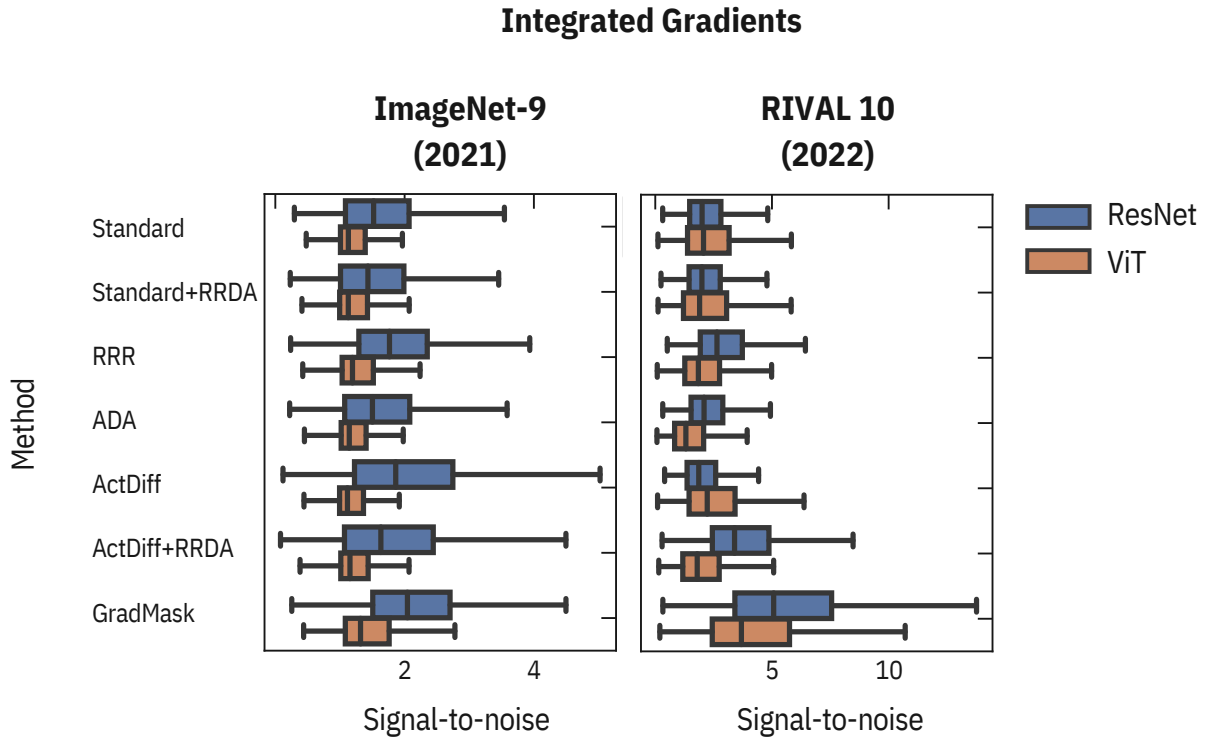 Integrated Gradients
ImageNet-9
(2021)
RIVAL 10
(2022)
ResNet
ViT
Method
Standard
Standard+RRDA
RRR
ADA
ActDiff
ActDiff+RRDA
GradMask
2 4
5 10
Signal-to-noise
Signal-to-noise